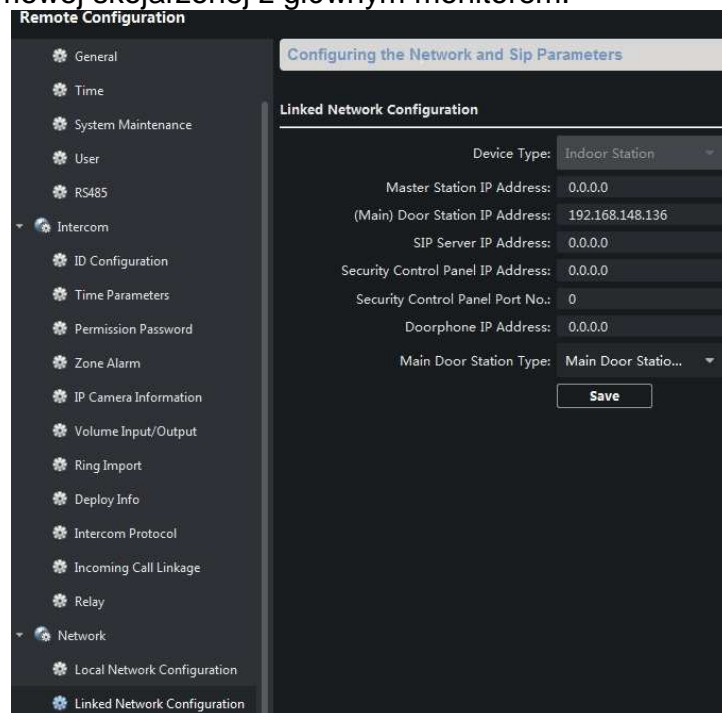 nowej skojarzonej z głównym monitorem.
Remote Configuration
General
Time
System Maintenance
User
RS485
Intercom
ID Configuration
Time Parameters
Permission Password
Zone Alarm
IP Camera Information
Volume Input/Output
Ring Import
Deploy Info
Intercom Protocol
Incoming Call Linkage
Relay
Network
Local Network Configuration
Linked Network Configuration
Configuring the Network and Sip Parameters
Linked Network Configuration
Device Type: Indoor Station
Master Station IP Address: 0.0.0.0
(Main) Door Station IP Address: 192.168.148.136
SIP Server IP Address: 0.0.0.0
Security Control Panel IP Address: 0.0.0.0
Security Control Panel Port No.: 0
Doorphone IP Address: 0.0.0.0
Main Door Station Type: Main Door Statio...
Save